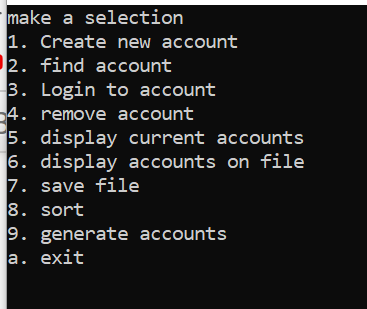 make a selection
1. Create new account
2. find account
3. Login to account
4. remove account
5. display current accounts
6. display accounts on file
7. save file
8. sort
9. generate accounts
a. exit